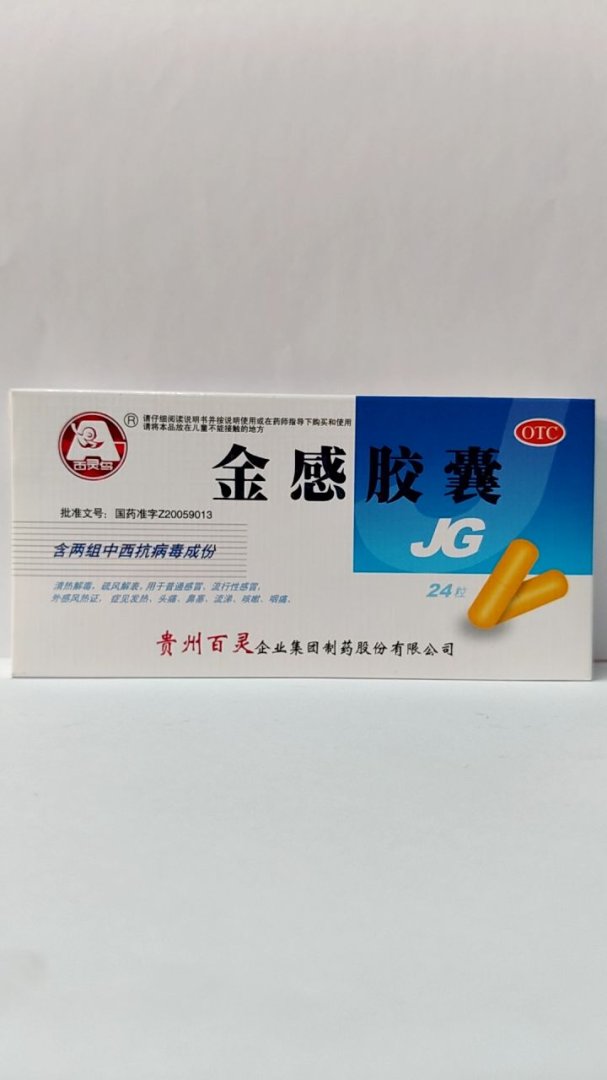 百灵鸟
®
请仔细阅读说明书并按说明使用或在药师指导下购买和使用
请将本品放在儿童不能接触的地方
OTC
金感胶囊
批准文号：国药准字Z20059013
JG
含两组中西抗病毒成份
清热解毒，疏风解表。用于普通感冒，流行性感冒，
外感风热证，症见发热、头痛、鼻塞、流涕、咳嗽、咽痛。
24粒
贵州百灵企业集团制药股份有限公司